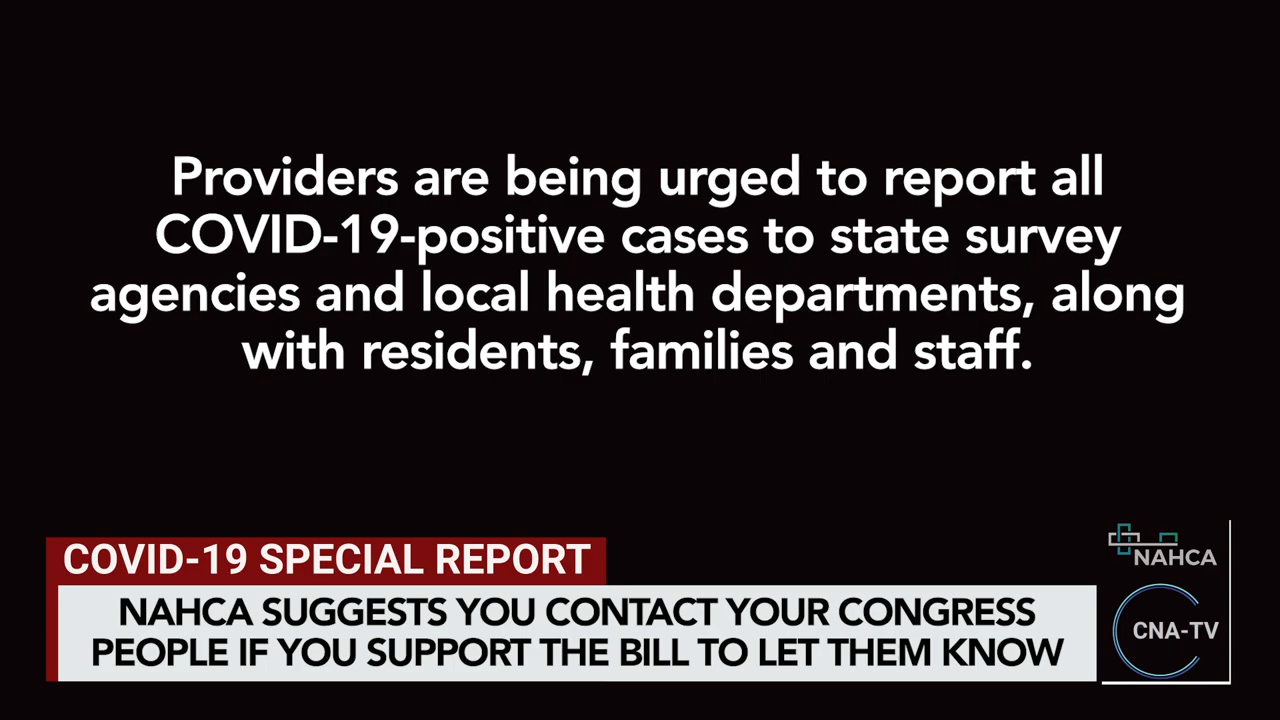 Providers are being urged to report all
COVID-19-positive cases to state survey
agencies and local health departments, along
with residents, families and staff.
COVID-19 SPECIAL REPORT
NAHCA SUGGESTS YOU CONTACT YOUR CONGRESS
PEOPLE IF YOU SUPPORT THE BILL TO LET THEM KNOW
NAHCA
CNA-TV